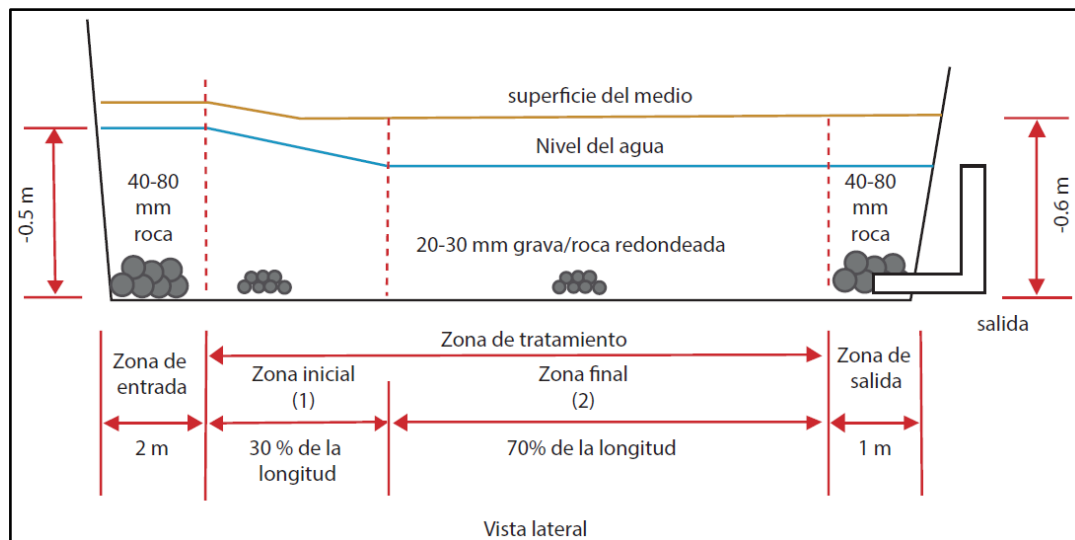 superficie del medio
Nivel del agua
40-80
mm
roca
-0.5 m
20-30 mm grava/roca redondeada
40-80
mm
roca
-0.6 m
salida
Zona de
entrada
Zona de tratamiento
Zona inicial
(1)
Zona final
(2)
Zona de
salida
2 m
30 % de la
longitud
70% de la longitud
1 m
Vista lateral